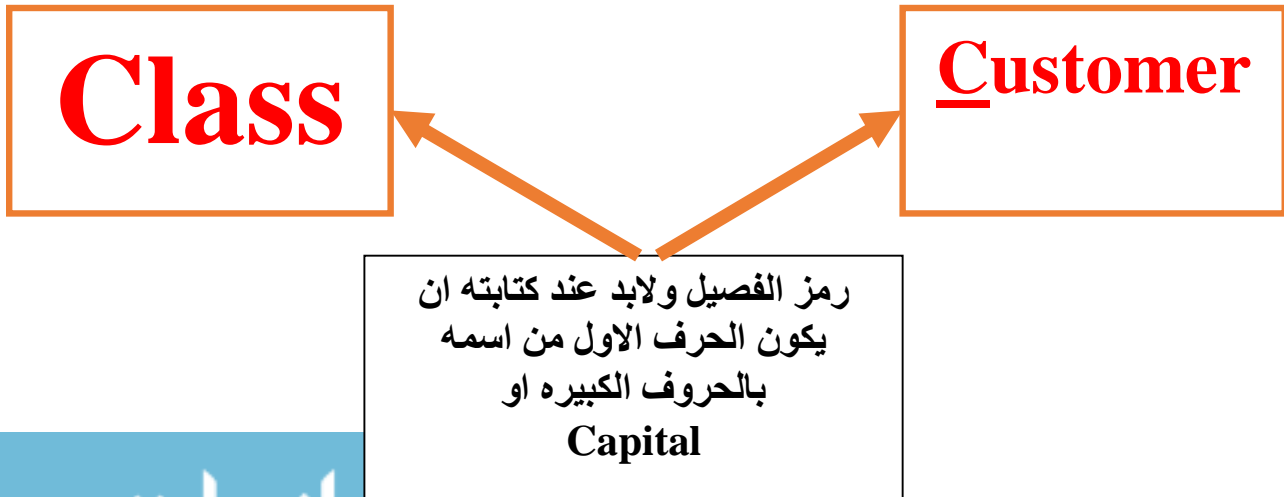 Class
Customer
رمز الفصيل ولابد عند كتابته ان
يكون الحرف الاول من اسمه
بالحروف الكبيره او
Capital